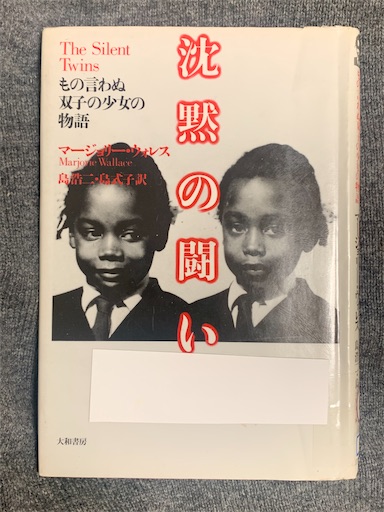 The Silent
Twins
もの言わぬ
双子の少女の
物語
マージョリー・ウォレス
Marjorie Wallace
島浩二・島式子訳
沈黙の闘い
大和書房